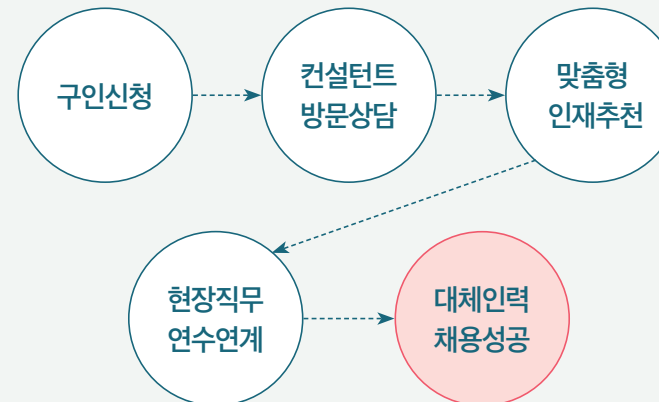 구인신청
컨설턴트
방문상담
맞춤형
인재추천
현장직무
연수연계
대체인력
채용성공